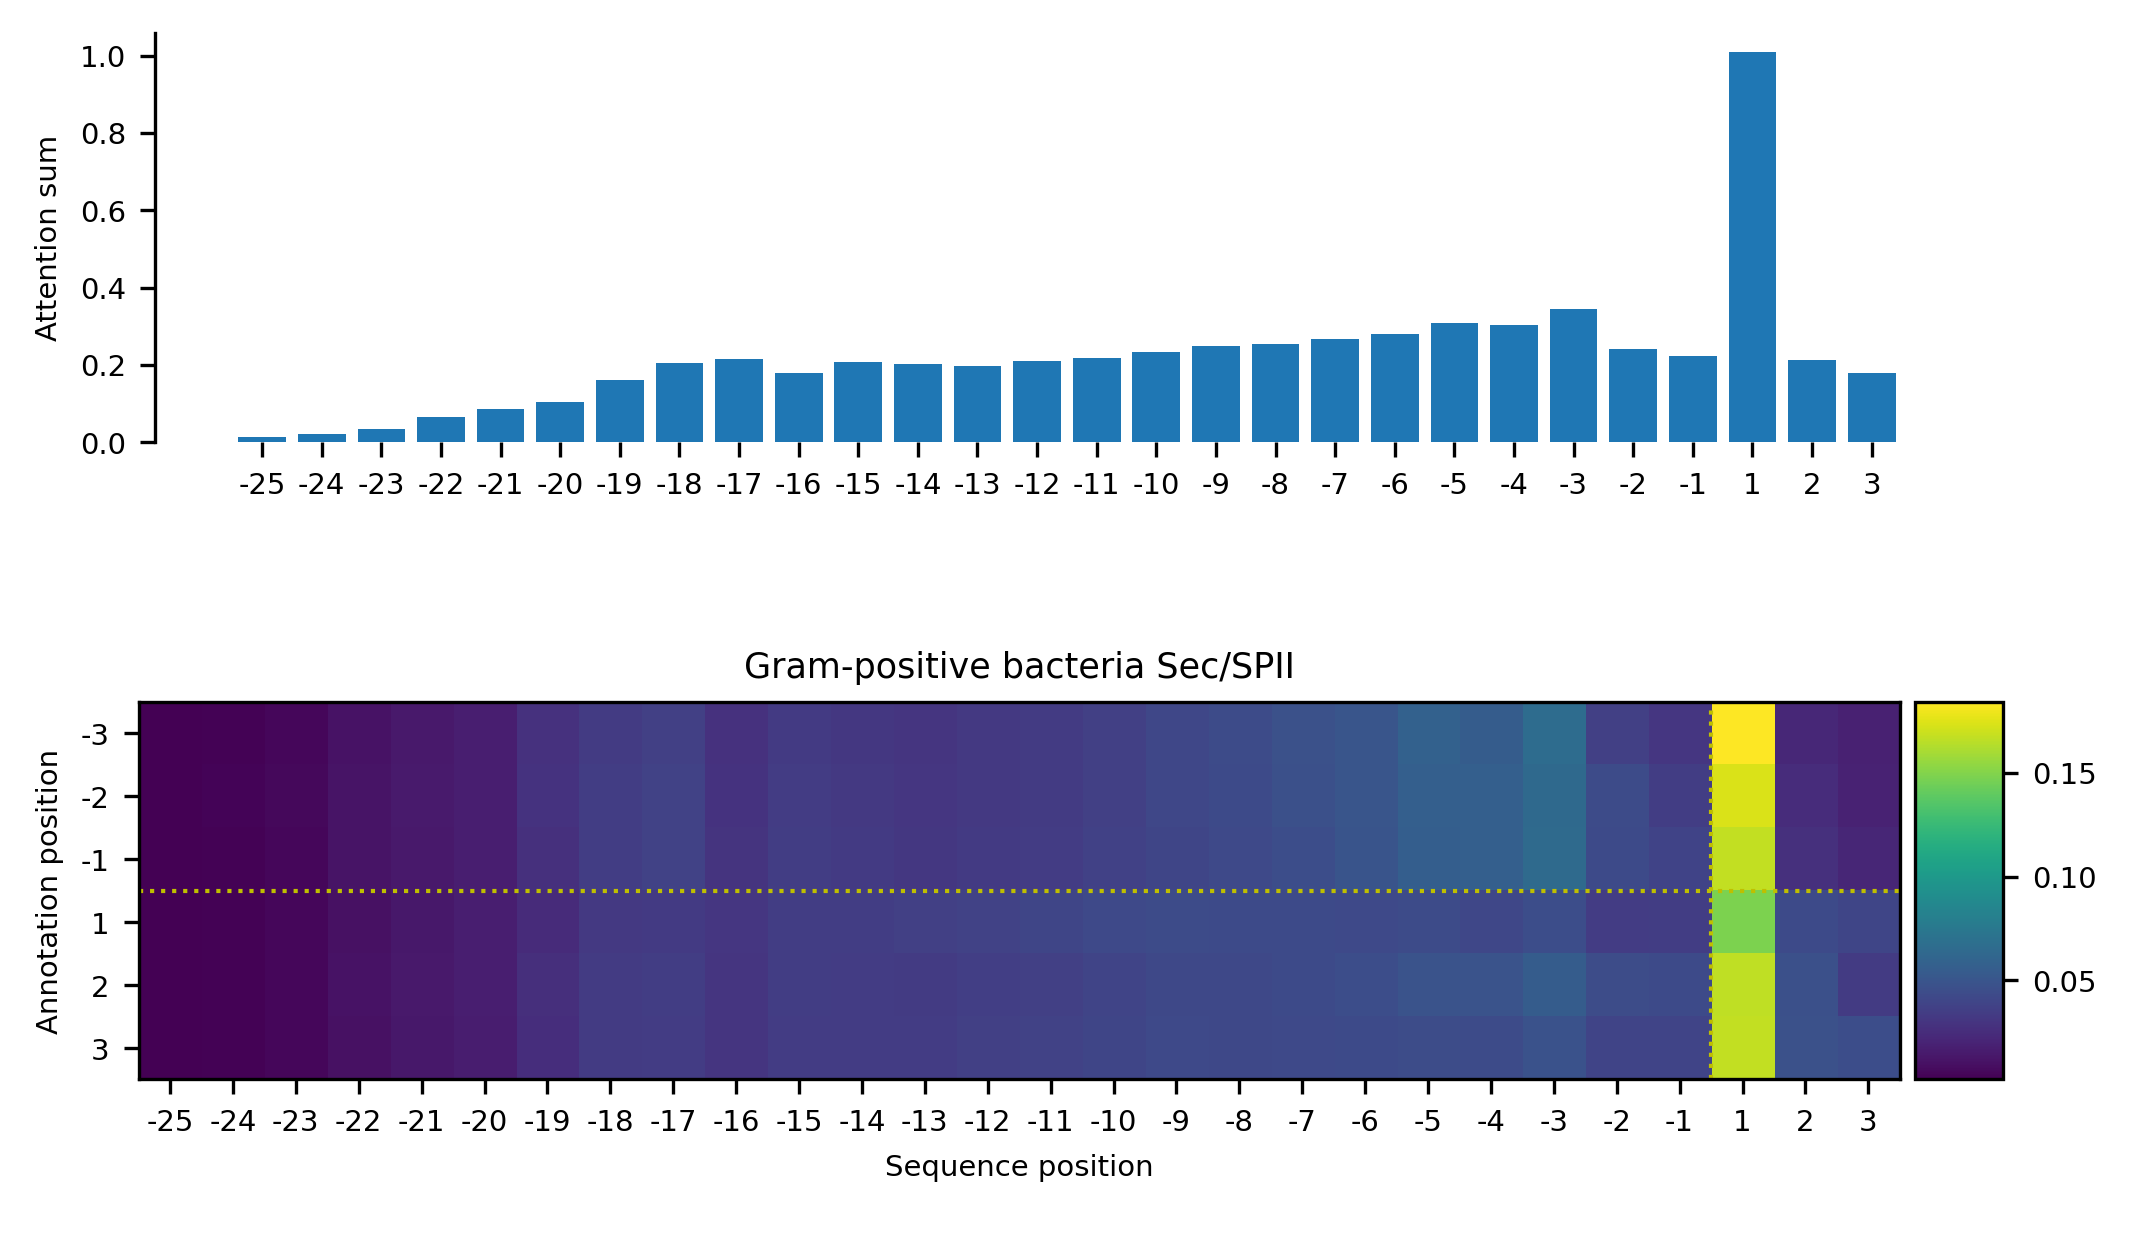 1.0
0.8
0.6
0.4
0.2
0.0
Attention sum
-25 -24 -23 -22 -21 -20 -19 -18 -17 -16 -15 -14 -13 -12 -11 -10 -9 -8 -7 -6 -5 -4 -3 -2 -1 1 2 3
Gram-positive bacteria Sec/SPII
Annotation position
-3
-2
-1
1
2
3
0.15
0.10
0.05
-25 -24 -23 -22 -21 -20 -19 -18 -17 -16 -15 -14 -13 -12 -11 -10 -9 -8 -7 -6 -5 -4 -3 -2 -1 1 2 3
Sequence position